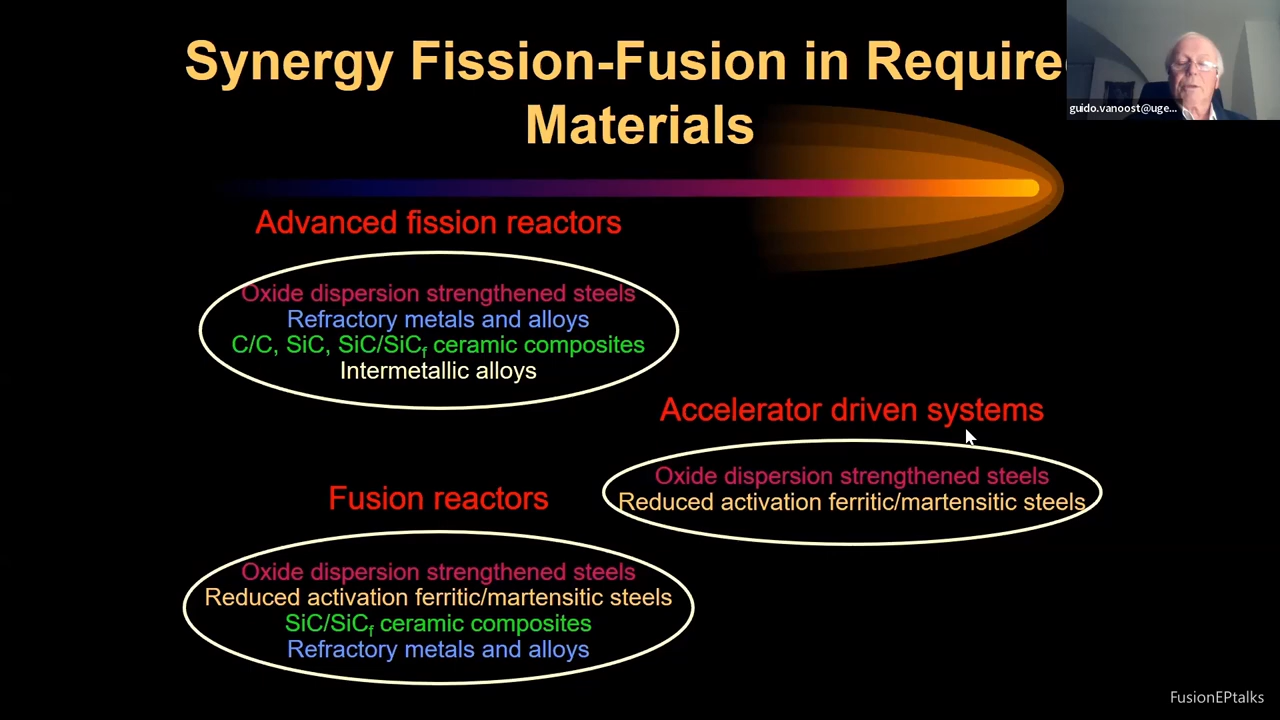 Synergy Fission-Fusion in Require
Materials
guido.vanoost@uge...
Advanced fission reactors
Oxide dispersion strengthened steels
Refractory metals and alloys
C/C, SiC, SiC/SiCf ceramic composites
Intermetallic alloys
Accelerator driven systems
Oxide dispersion strengthened steels
Reduced activation ferritic/martensitic steels
Fusion reactors
Oxide dispersion strengthened steels
Reduced activation ferritic/martensitic steels
SiC/SiCf ceramic composites
Refractory metals and alloys
FusionEPtalks